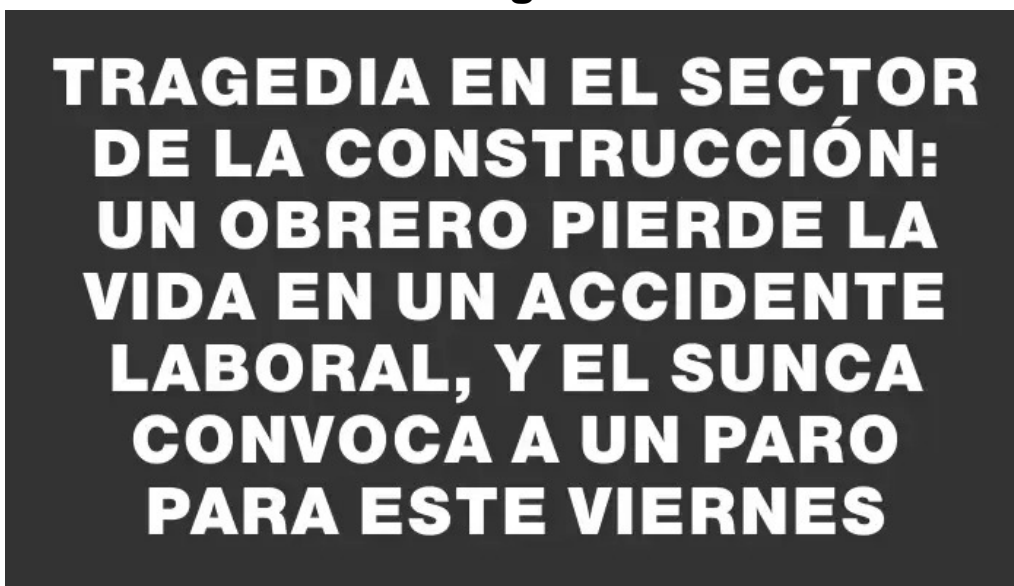 TRAGEDIA EN EL SECTOR
DE LA CONSTRUCCIÓN:
UN OBRERO PIERDE LA
VIDA EN UN ACCIDENTE
LABORAL, Y EL SUNCA
CONVOCA A UN PARO
PARA ESTE VIERNES